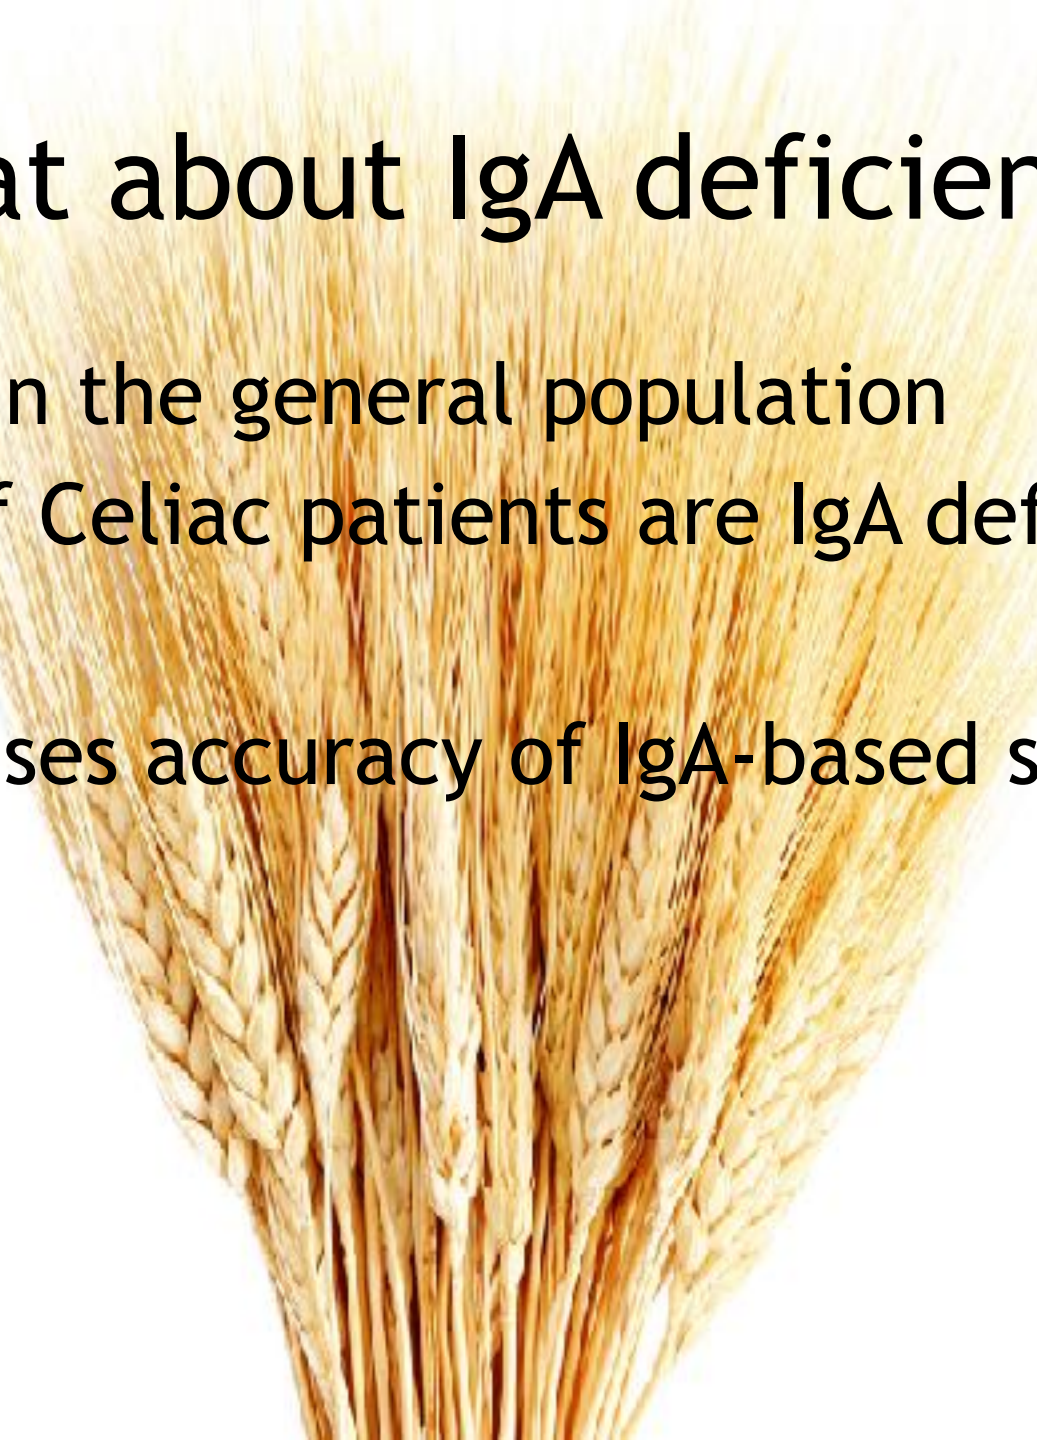 at about IgA deficien
n the general population
f Celiac patients are IgA def
ses accuracy of IgA-based s